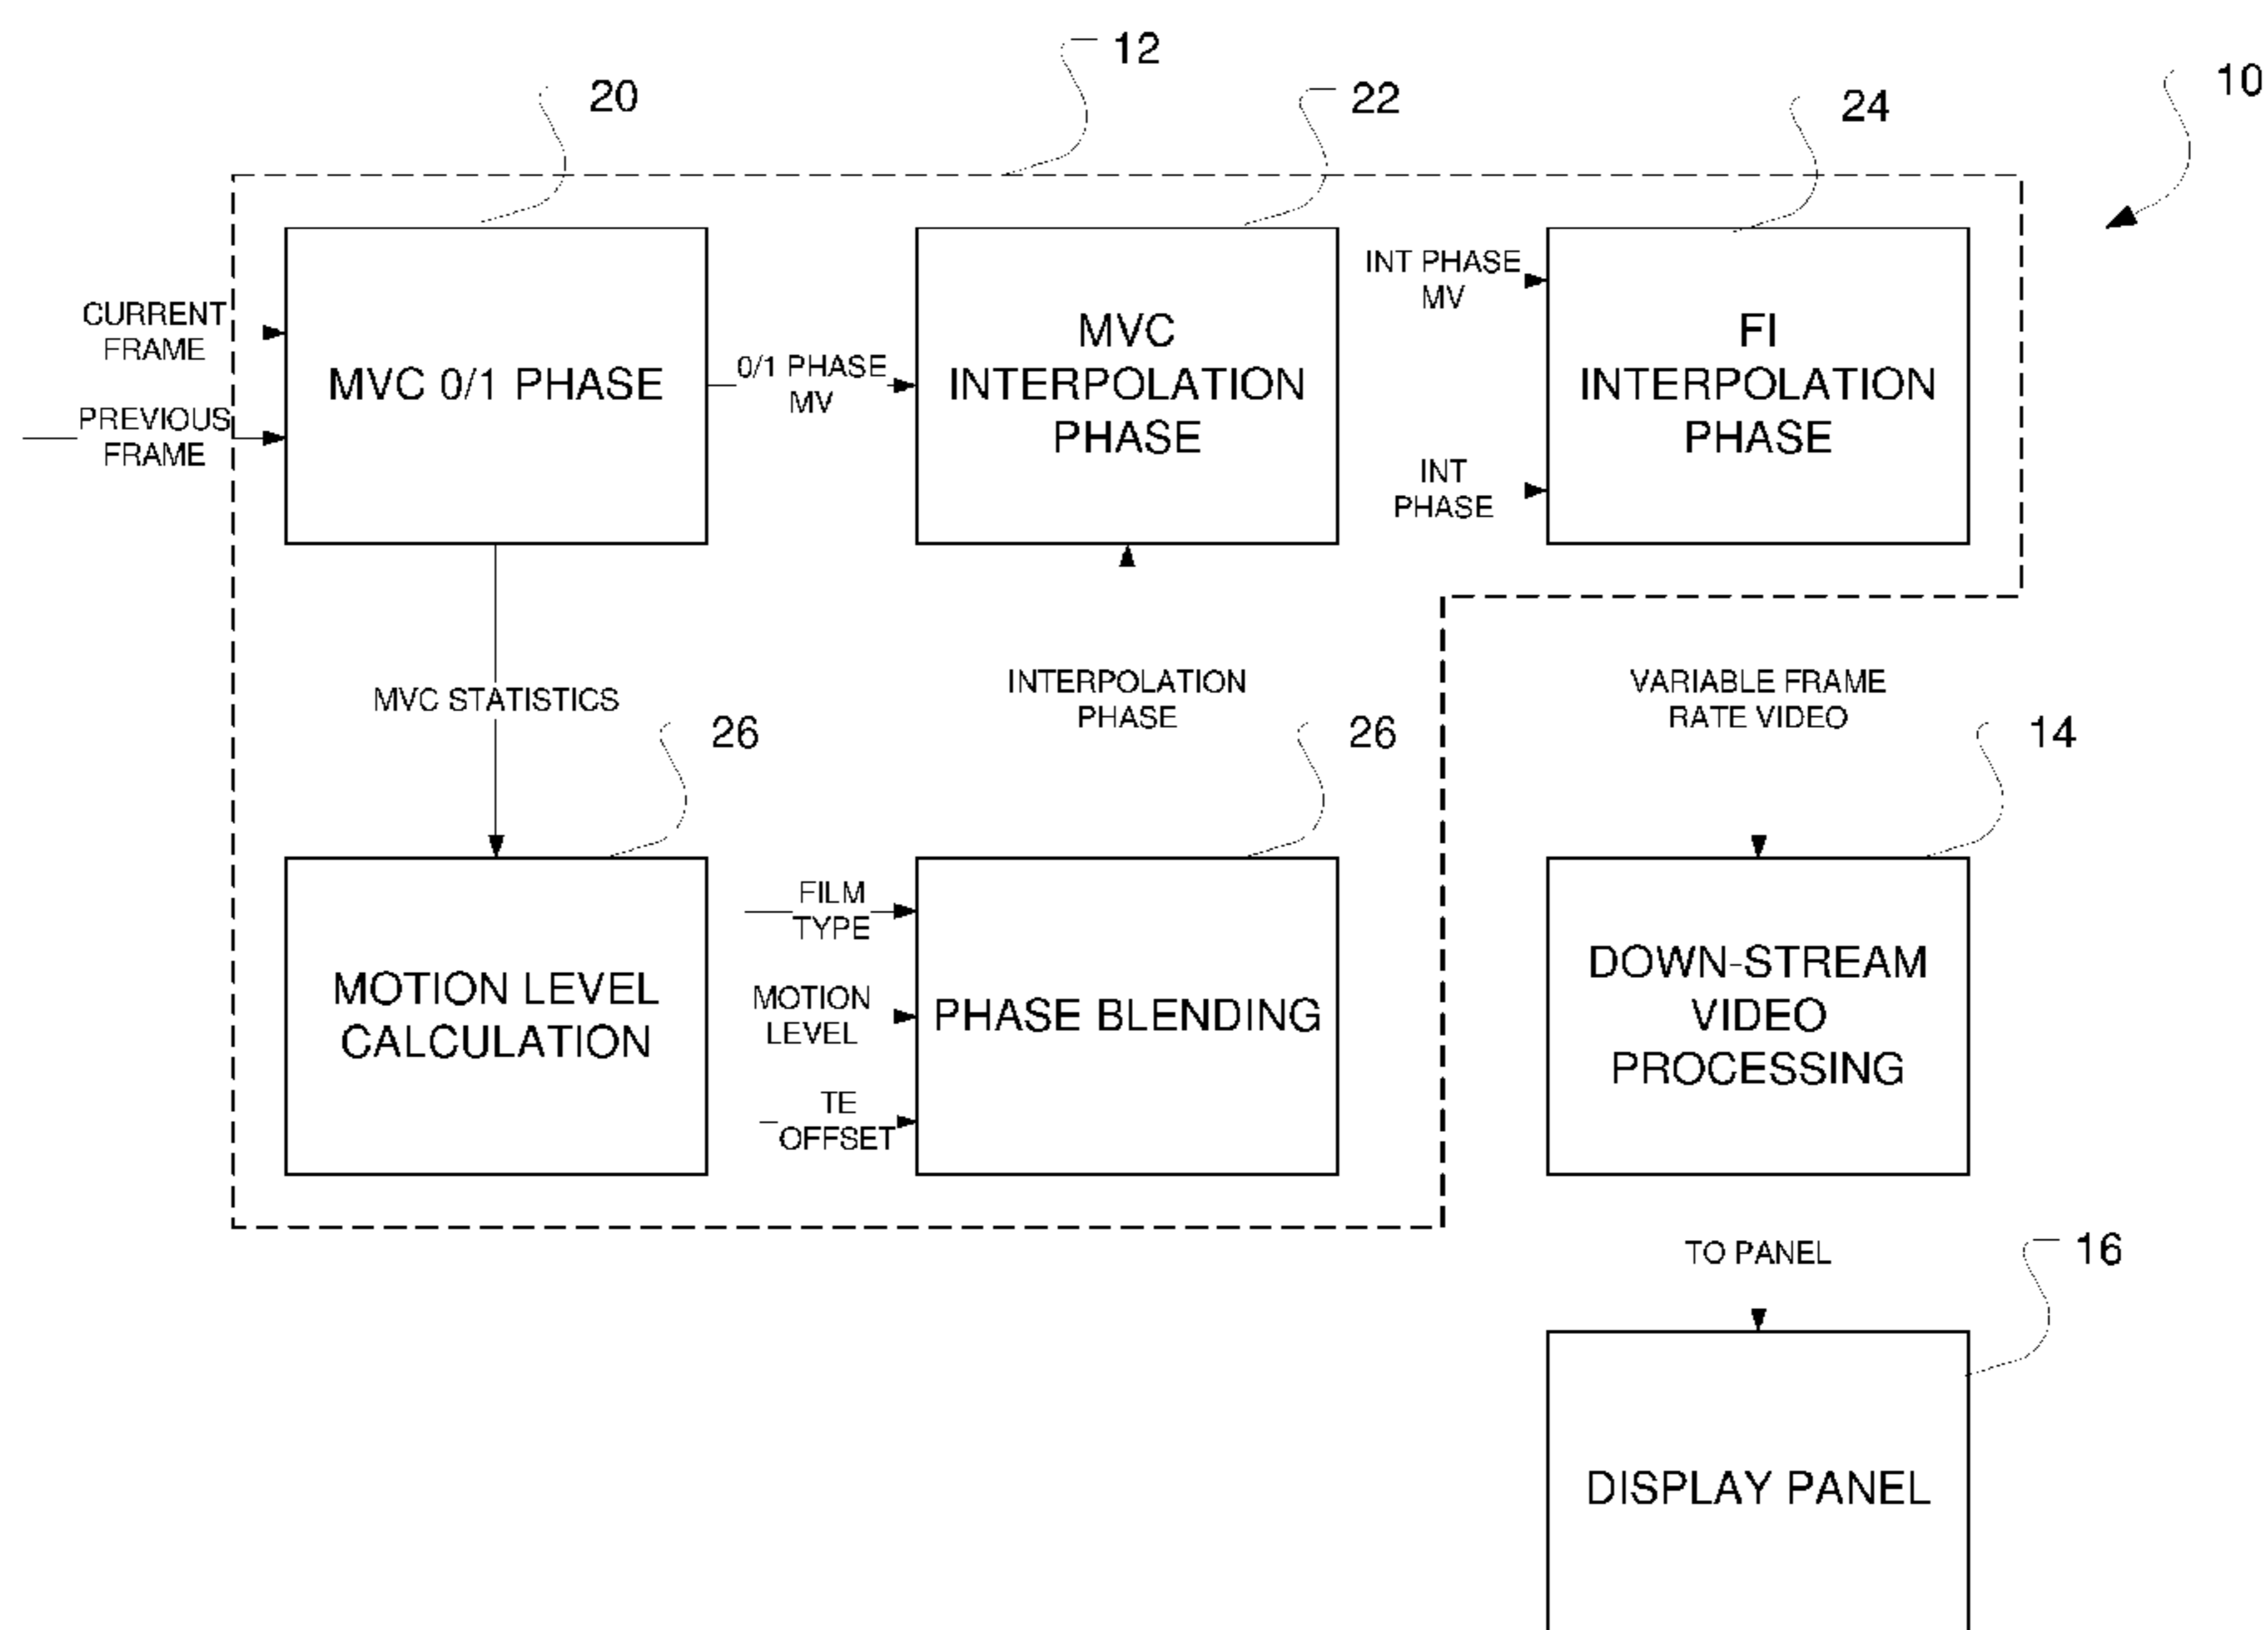 12
10
20
22
24
CURRENT
FRAME
PREVIOUS
FRAME
MVC 0/1 PHASE
0/1 PHASE
MV
MVC
INTERPOLATION
PHASE
INT PHASE
MV
INT
PHASE
FI
INTERPOLATION
PHASE
MVC STATISTICS
INTERPOLATION
PHASE
VARIABLE FRAME
RATE VIDEO
26
26
14
MOTION LEVEL
CALCULATION
FILM
TYPE
MOTION
LEVEL
TE
OFFSET
PHASE BLENDING
DOWN-STREAM
VIDEO
PROCESSING
TO PANEL
16
DISPLAY PANEL